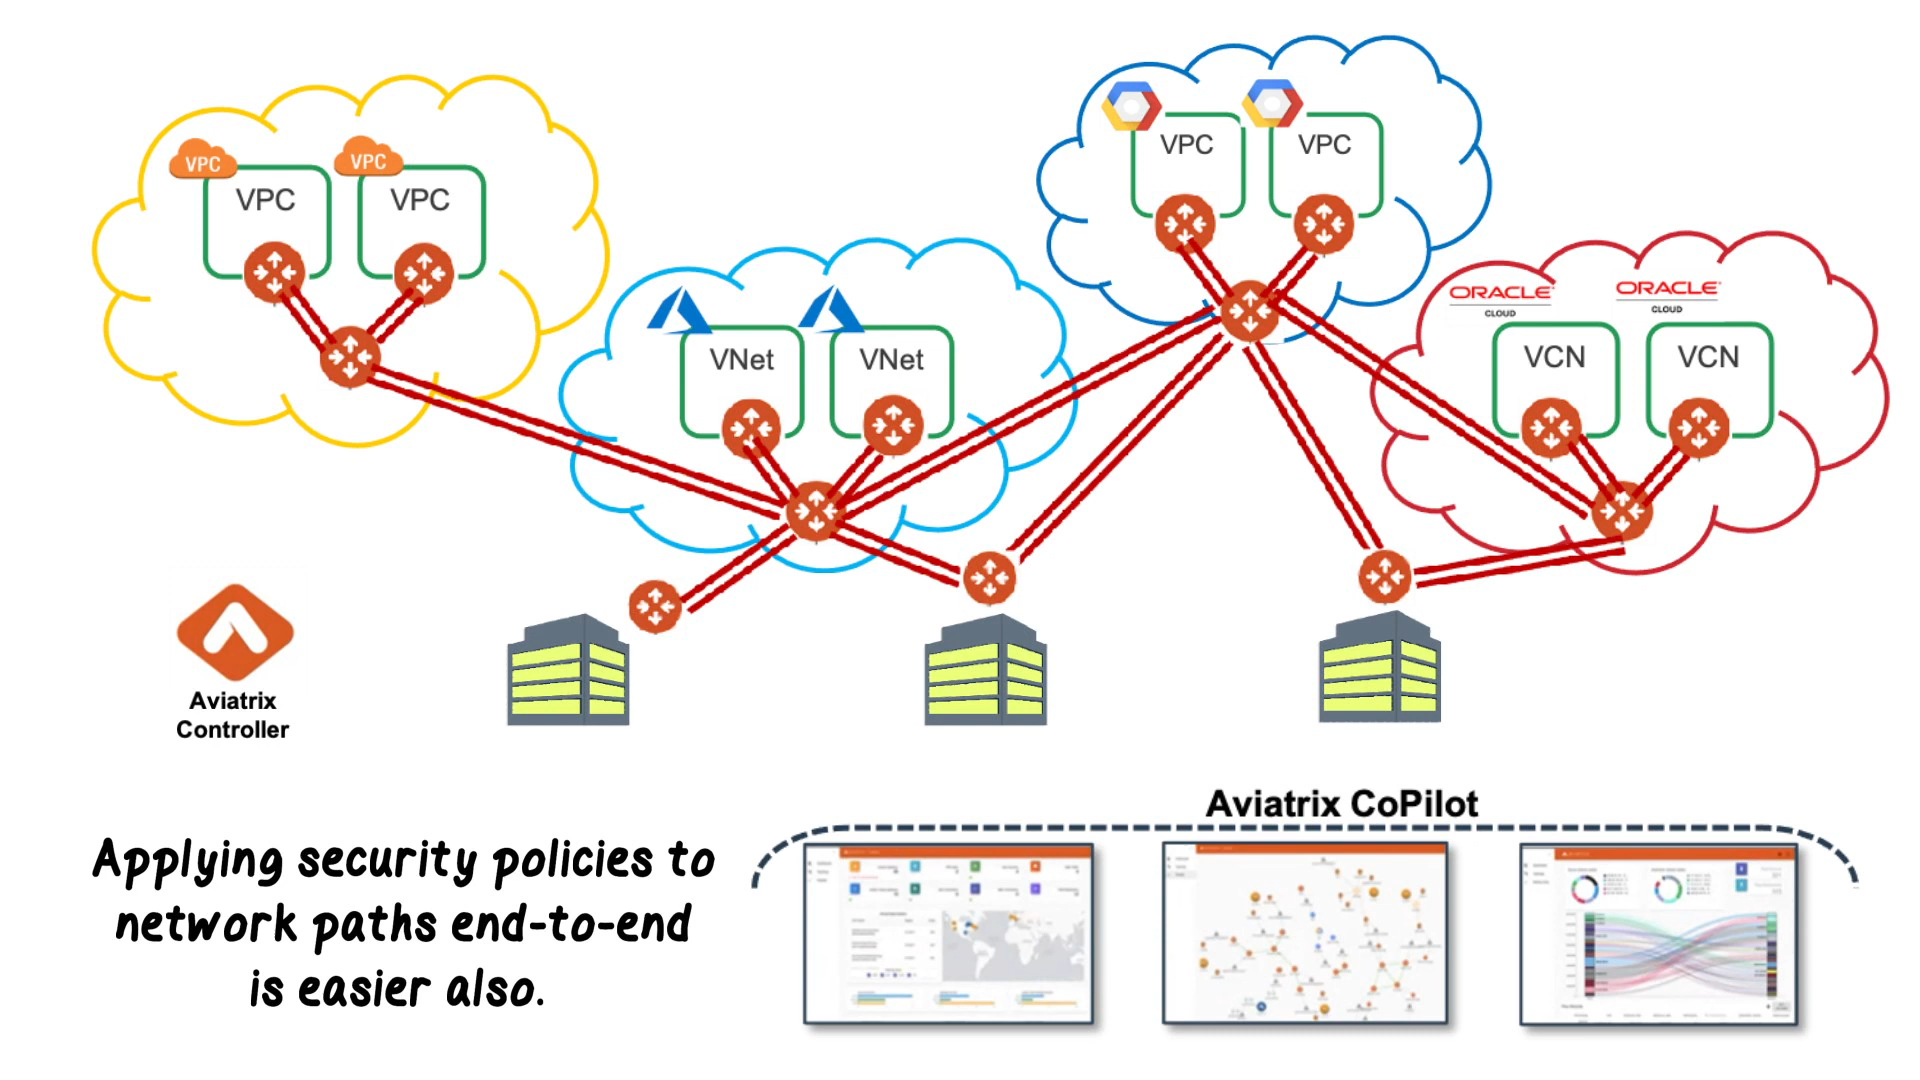 VPC
VPC
VPC
VPC
VPC
VPC
VNet
VNet
ORACLE
CLOUD
ORACLE
CLOUD
VCN
VCN
Aviatrix
Controller
Applying security policies to
network paths end-to-end
is easier also.
Aviatrix CoPilot